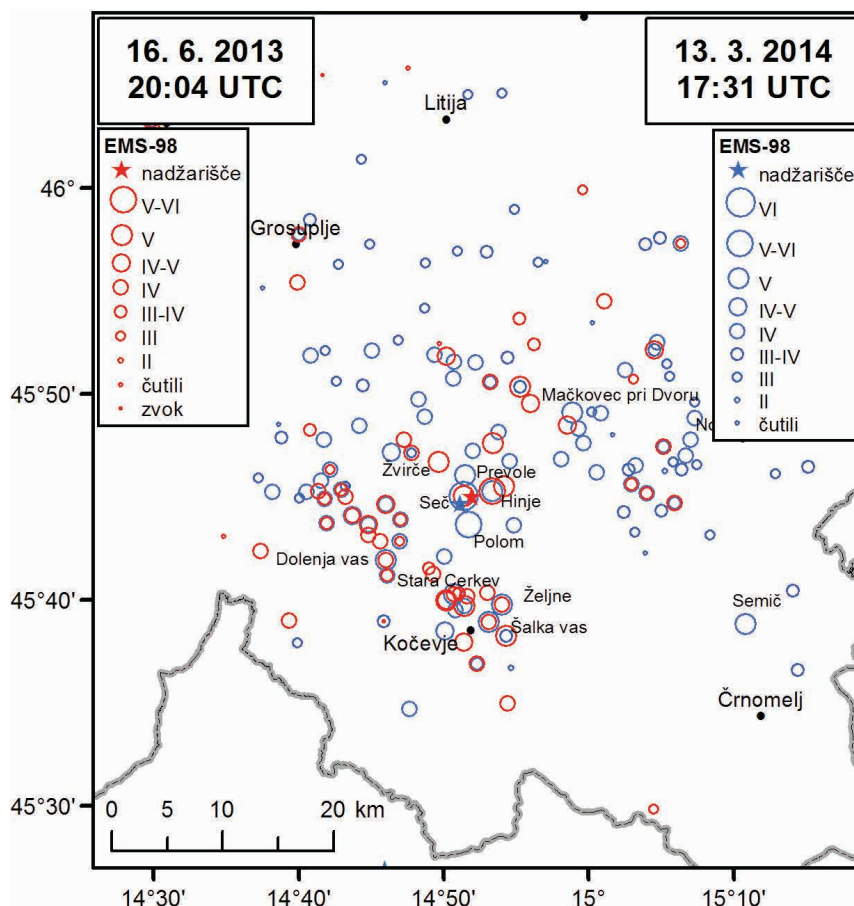 16. 6. 2013
20:04 UTC
13. 3. 2014
17:31 UTC
EMS-98
nadžarišče
V-VI
V
IV-V
IV
III-IV
III
II
čutili
zvok
EMS-98
nadžarišče
VI
V-VI
V
IV-V
IV
III-IV
III
II
čutili
Litija
Grosuplje
Mačkovec pri Dvoru
No
Žvirče
Prevole
Seč
Hinje
Polom
Dolenja vas
Stara Cerkev
Željne
Šalka vas
Kočevje
Semič
Črnomelj
46°
45°50'
45°40'
45°30'
0 5 10 20 km
14°30' 14°40' 14°50' 15° 15°10'